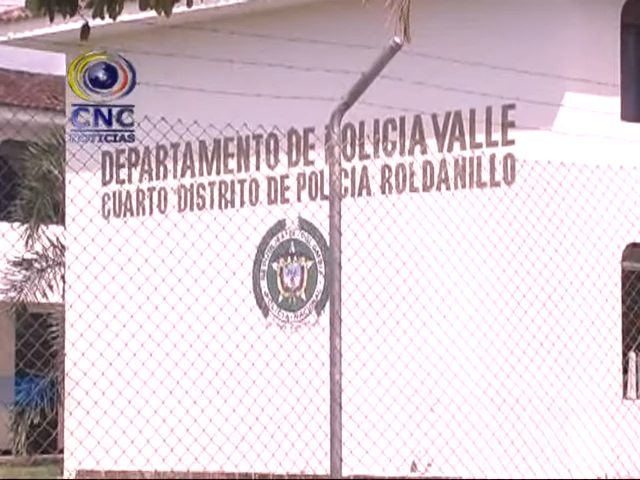 CNC
NOTICIAS
DEPARTAMENTO DE POLICIA VALLE
CUARTO DISTRITO DE POLICIA ROLDANILLO